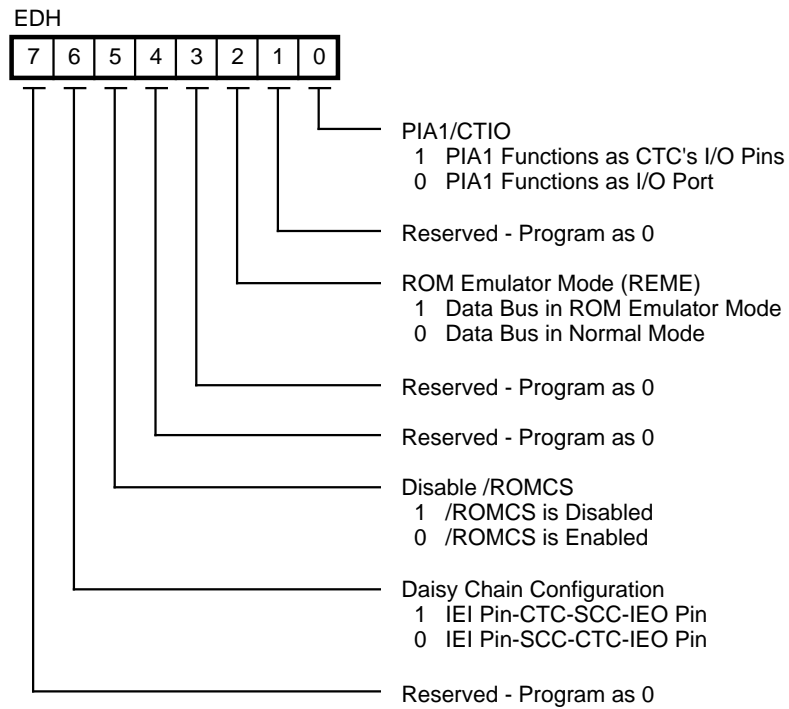 EDH
7 6 5 4 3 2 1 0
PIA1/CTIO
1 PIA1 Functions as CTC's I/O Pins
0 PIA1 Functions as I/O Port
Reserved - Program as 0
ROM Emulator Mode (REME)
1 Data Bus in ROM Emulator Mode
0 Data Bus in Normal Mode
Reserved - Program as 0
Reserved - Program as 0
Disable /ROMCS
1 /ROMCS is Disabled
0 /ROMCS is Enabled
Daisy Chain Configuration
1 IEI Pin-CTC-SCC-IEO Pin
0 IEI Pin-SCC-CTC-IEO Pin
Reserved - Program as 0